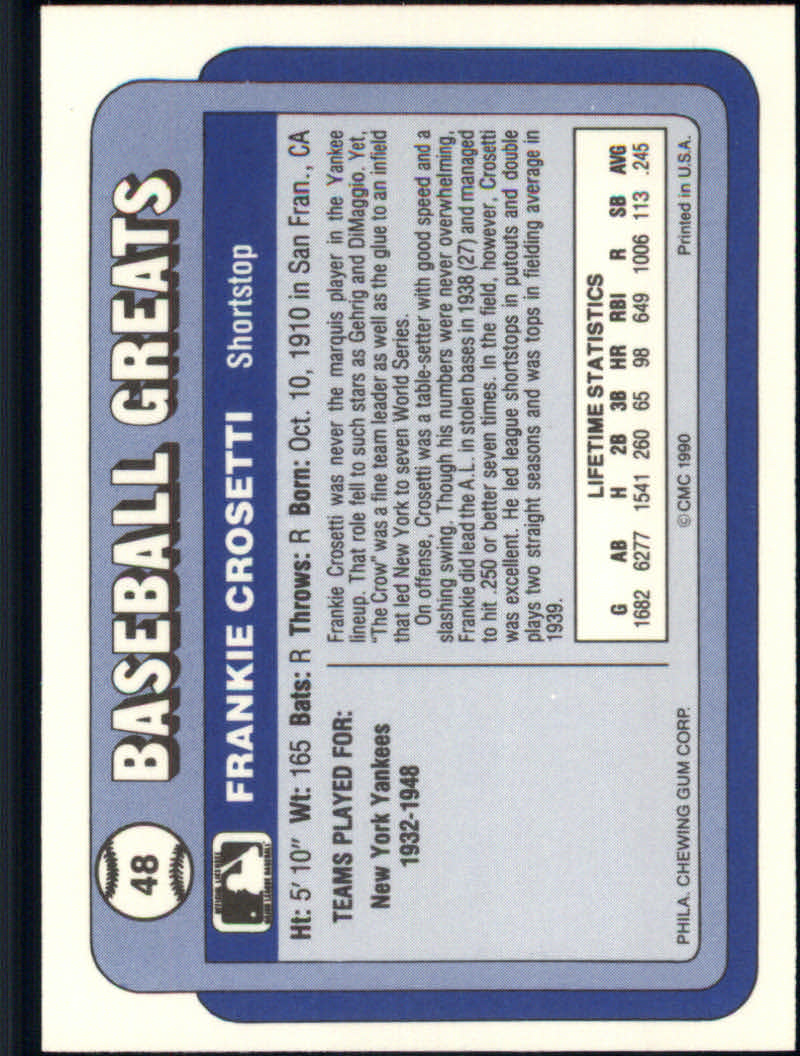 48
BASEBALL GREATS
FRANKIE CROSETTI Shortstop
Ht: 5' 10" Wt: 165 Bats: R Throws: R Born: Oct. 10, 1910 in San Fran., CA
TEAMS PLAYED FOR:
New York Yankees
1932-1948
Frankie Crosetti was never the marquis player in the Yankee
lineup. That role fell to such stars as Gehrig and DiMaggio. Yet,
"The Crow" was a fine team leader as well as the glue to an infield
that led New York to seven World Series.
On offense, Crosetti was a table-setter with good speed and a
slashing swing. Though his numbers were never overwhelming,
Frankie did lead the A.L. in stolen bases in 1938 (27) and managed
to hit .250 or better seven times. In the field, however, Crosetti
was excellent. He led league shortstops in putouts and double
plays two straight seasons and was tops in fielding average in
1939.
LIFETIME STATISTICS
G AB H 2B 3B HR RBI R SB AVG
1682 6277 1541 260 65 98 649 1006 113 .245
PHILA. CHEWING GUM CORP. © CMC 1990 Printed in U.S.A.